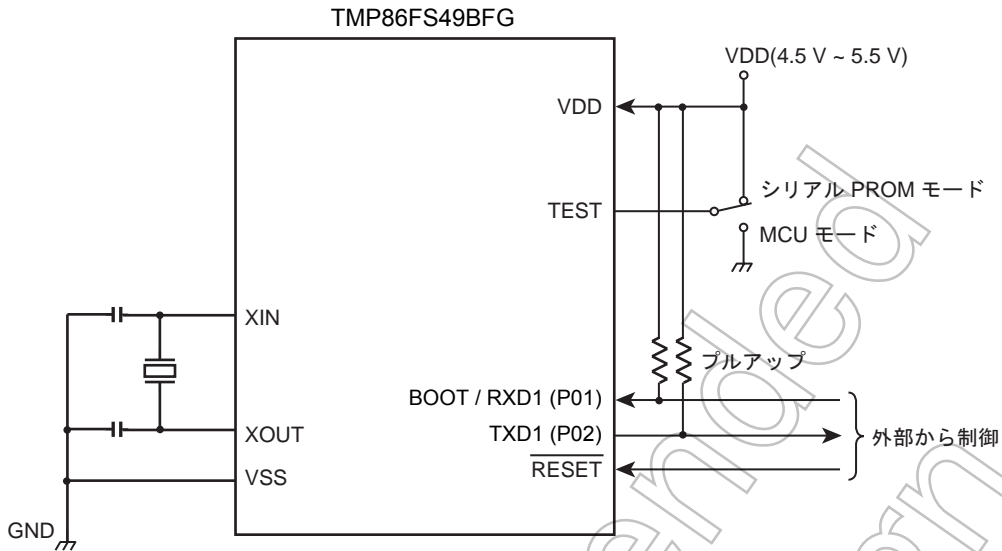 TMP86FS49BFG
VDD(4.5 V ~ 5.5 V)
VDD
シリアル PROM モード
TEST
MCU モード
XIN
プルアップ
BOOT / RXD1 (P01)
XOUT
TXD1 (P02)
外部から制御
RESET
VSS
GND